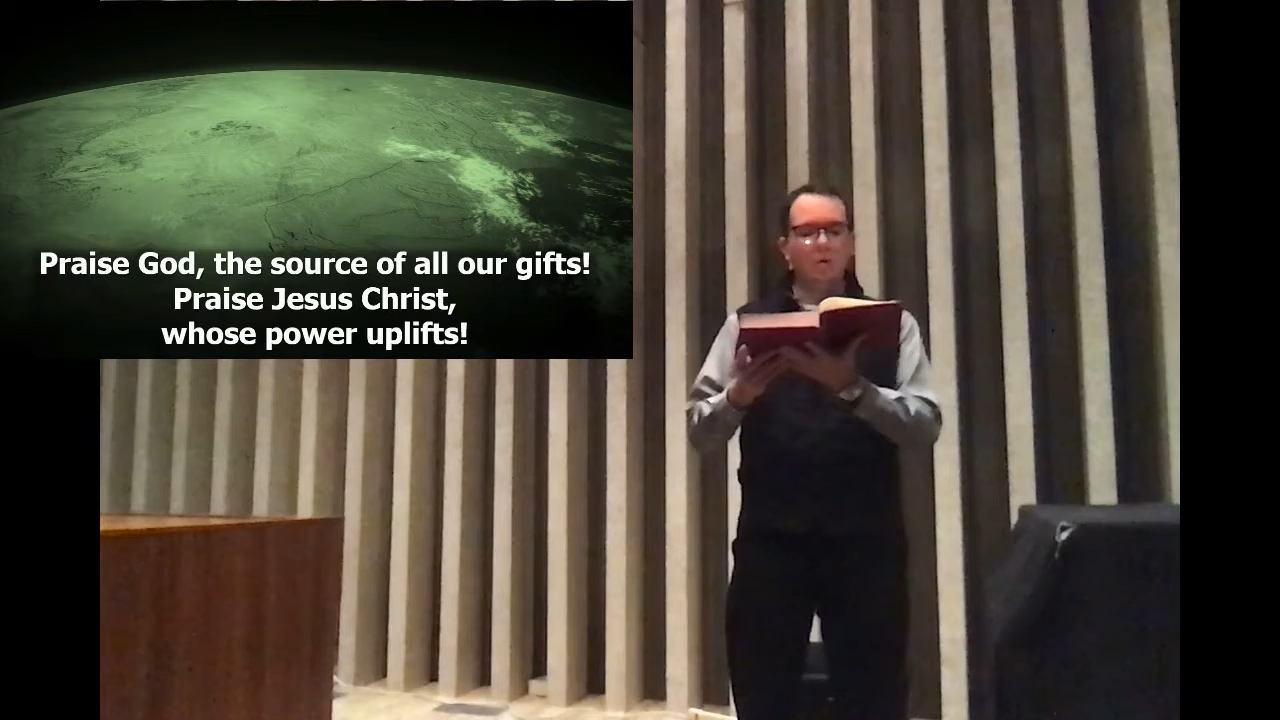 Praise God, the source of all our gifts!
Praise Jesus Christ,
whose power uplifts!